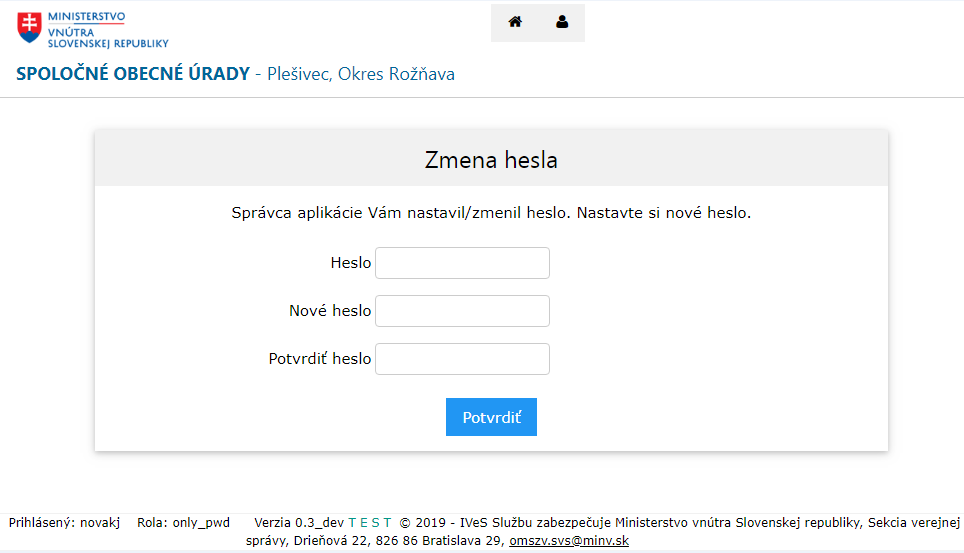 MINISTERSTVO
VNÚTRA
SLOVENSKEJ REPUBLIKY
SPOLOČNÉ OBECNÉ ÚRADY - Plešivec, Okres Rožňava
Zmena hesla
Správca aplikácie Vám nastavil/zmenil heslo. Nastavte si nové heslo.
Heslo
Nové heslo
Potvrdiť heslo
Potvrdiť
Prihlásený: novakj Rola: only_pwd Verzia 0.3_dev T E S T © 2019 - IVeS Službu zabezpečuje Ministerstvo vnútra Slovenskej republiky, Sekcia verejnej
správy, Drieňová 22, 826 86 Bratislava 29, omszv.svs@minv.sk